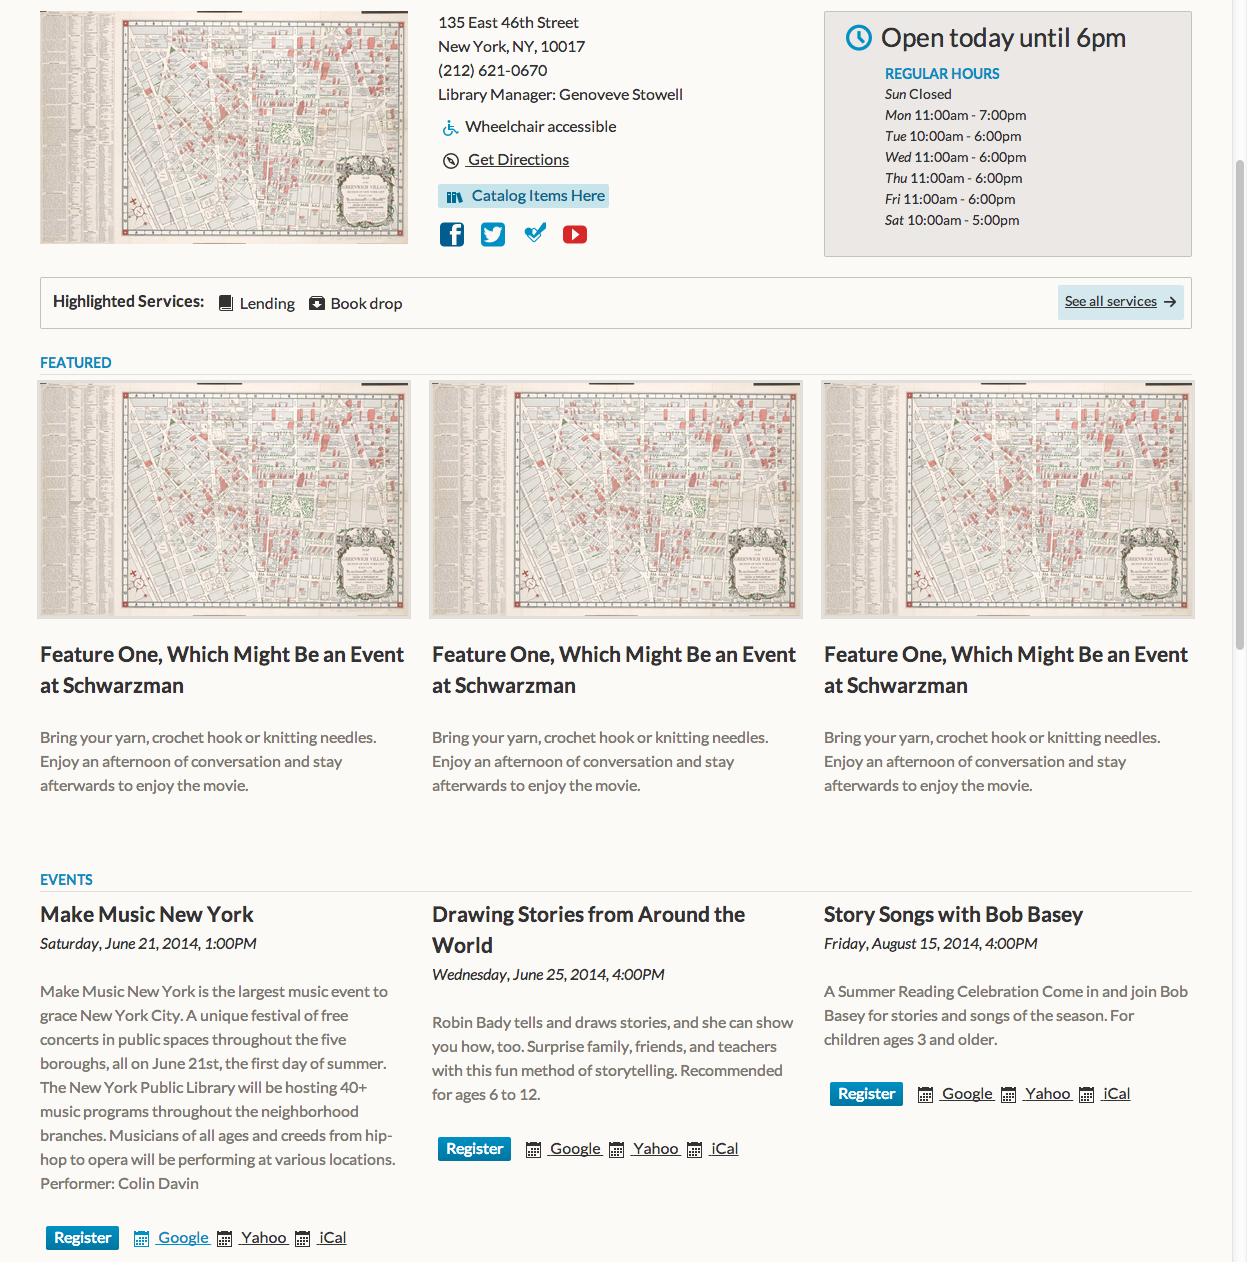 135 East 46th Street
New York, NY, 10017
(212) 621-0670
Library Manager: Genoveve Stowell
Wheelchair accessible
Get Directions
Catalog Items Here
Open today until 6pm
REGULAR HOURS
Sun Closed
Mon 11:00am - 7:00pm
Tue 10:00am - 6:00pm
Wed 11:00am - 6:00pm
Thu 11:00am - 6:00pm
Fri 11:00am - 6:00pm
Sat 10:00am - 5:00pm
Highlighted Services: Lending Book drop
See all services →
FEATURED
Feature One, Which Might Be an Event
at Schwarzman
Bring your yarn, crochet hook or knitting needles.
Enjoy an afternoon of conversation and stay
afterwards to enjoy the movie.
Feature One, Which Might Be an Event
at Schwarzman
Bring your yarn, crochet hook or knitting needles.
Enjoy an afternoon of conversation and stay
afterwards to enjoy the movie.
Feature One, Which Might Be an Event
at Schwarzman
Bring your yarn, crochet hook or knitting needles.
Enjoy an afternoon of conversation and stay
afterwards to enjoy the movie.
EVENTS
Make Music New York
Saturday, June 21, 2014, 1:00PM
Make Music New York is the largest music event to
grace New York City. A unique festival of free
concerts in public spaces throughout the five
boroughs, all on June 21st, the first day of summer.
The New York Public Library will be hosting 40+
music programs throughout the neighborhood
branches. Musicians of all ages and creeds from hip-
hop to opera will be performing at various locations.
Performer: Colin Davin
Register Google Yahoo iCal
Drawing Stories from Around the
World
Wednesday, June 25, 2014, 4:00PM
Robin Bady tells and draws stories, and she can show
you how, too. Surprise family, friends, and teachers
with this fun method of storytelling. Recommended
for ages 6 to 12.
Register Google Yahoo iCal
Story Songs with Bob Basey
Friday, August 15, 2014, 4:00PM
A Summer Reading Celebration Come in and join Bob
Basey for stories and songs of the season. For
children ages 3 and older.
Register Google Yahoo iCal